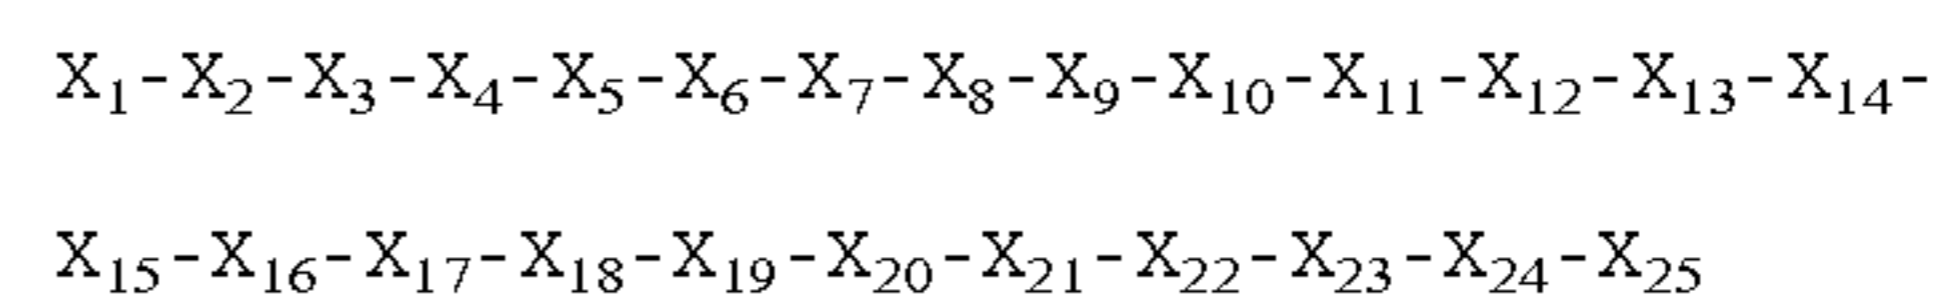 X₁-X₂-X₃-X₄-X₅-X₆-X₇-X₈-X₉-X₁₀-X₁₁-X₁₂-X₁₃-X₁₄-
X₁₅-X₁₆-X₁₇-X₁₈-X₁₉-X₂₀-X₂₁-X₂₂-X₂₃-X₂₄-X₂₅